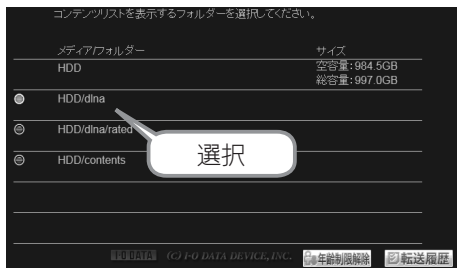 コンテンツリストを表示するフォルダーを選択してください。
メディア/フォルダー サイズ
HDD 空容量：984.5GB
総容量：997.0GB
HDD/dlna
HDD/dlna/rated
HDD/contents
選択
I-O DATA (C) I-O DATA DEVICE, INC. 年齢制限解除 転送履歴